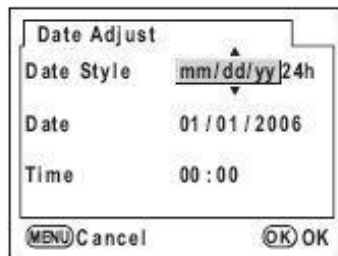 Date Adjust
Date Style mm/dd/yy 24h
Date 01/01/2006
Time 00:00
MENU Cancel OK OK